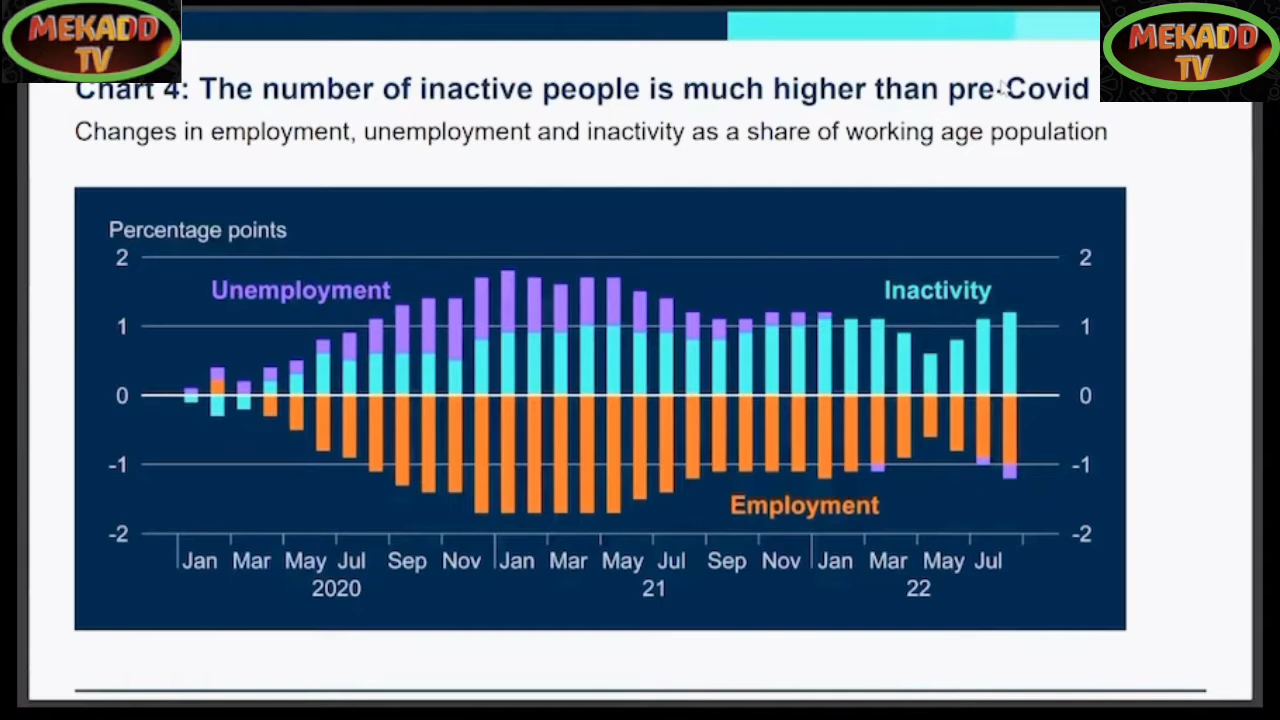 MEKADD
TV
MEKADD
TV
Chart 4: The number of inactive people is much higher than pre-Covid
Changes in employment, unemployment and inactivity as a share of working age population
Percentage points
2 2
Unemployment Inactivity
1 1
0 0
-1 -1
Employment
-2 -2
Jan Mar May Jul Sep Nov Jan Mar May Jul Sep Nov Jan Mar May Jul
2020 21 22